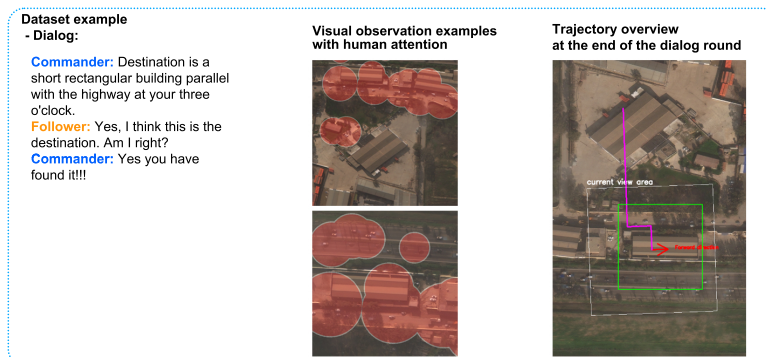 Dataset example
- Dialog:
Commander: Destination is a
short rectangular building parallel
with the highway at your three
o'clock.
Follower: Yes, I think this is the
destination. Am I right?
Commander: Yes you have
found it!!!
Visual observation examples
with human attention
Trajectory overview
at the end of the dialog round
current view area
Forward direction